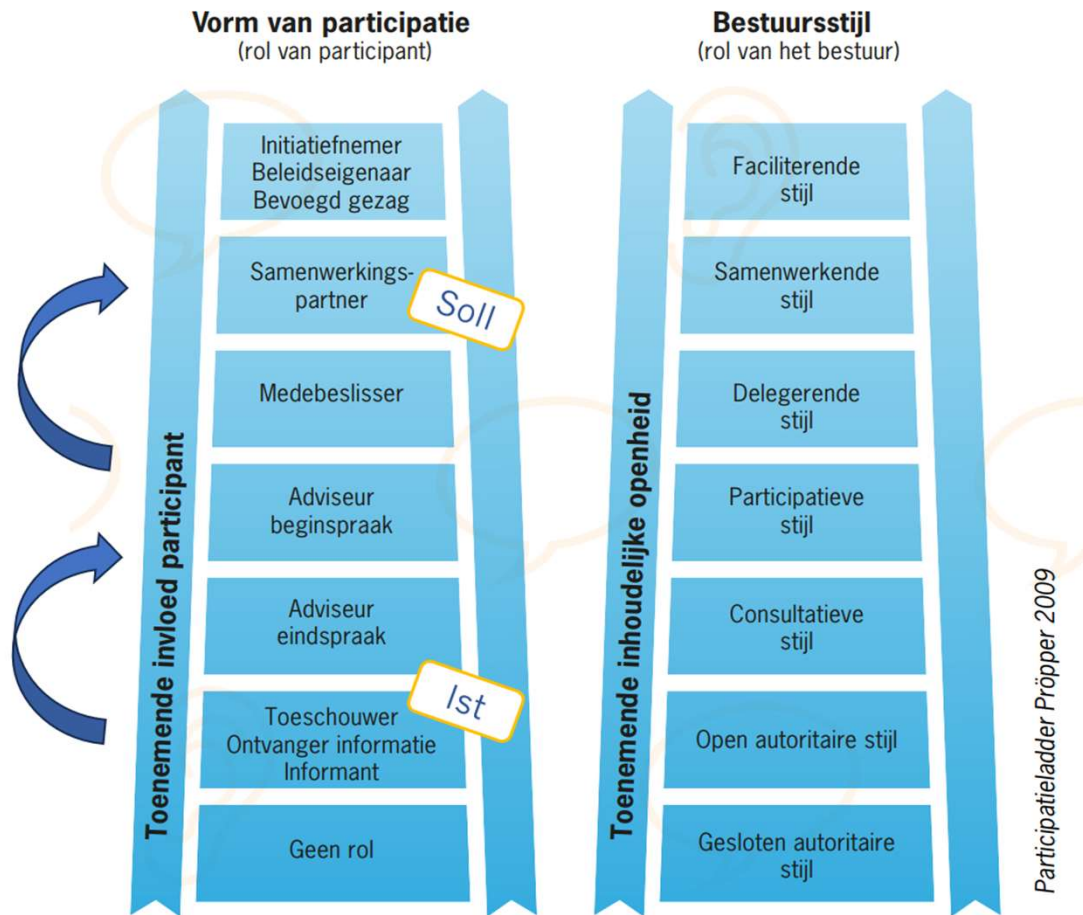 Vorm van participatie
(rol van participant)
Initiatiefnemer
Beleidseigenaar
Bevoegd gezag
Samenwerkings-
partner
Soll
Medebeslisser
Adviseur
beginspraak
Adviseur
eindspraak
Ist
Toeschouwer
Ontvanger informatie
Informant
Geen rol
Toenemende invloed participant
Bestuursstijl
(rol van het bestuur)
Faciliterende
stijl
Samenwerkende
stijl
Delegerende
stijl
Participatieve
stijl
Consultatieve
stijl
Open autoritaire stijl
Gesloten autoritaire
stijl
Toenemende inhoudelijke openheid
Participatieladder Pröpper 2009